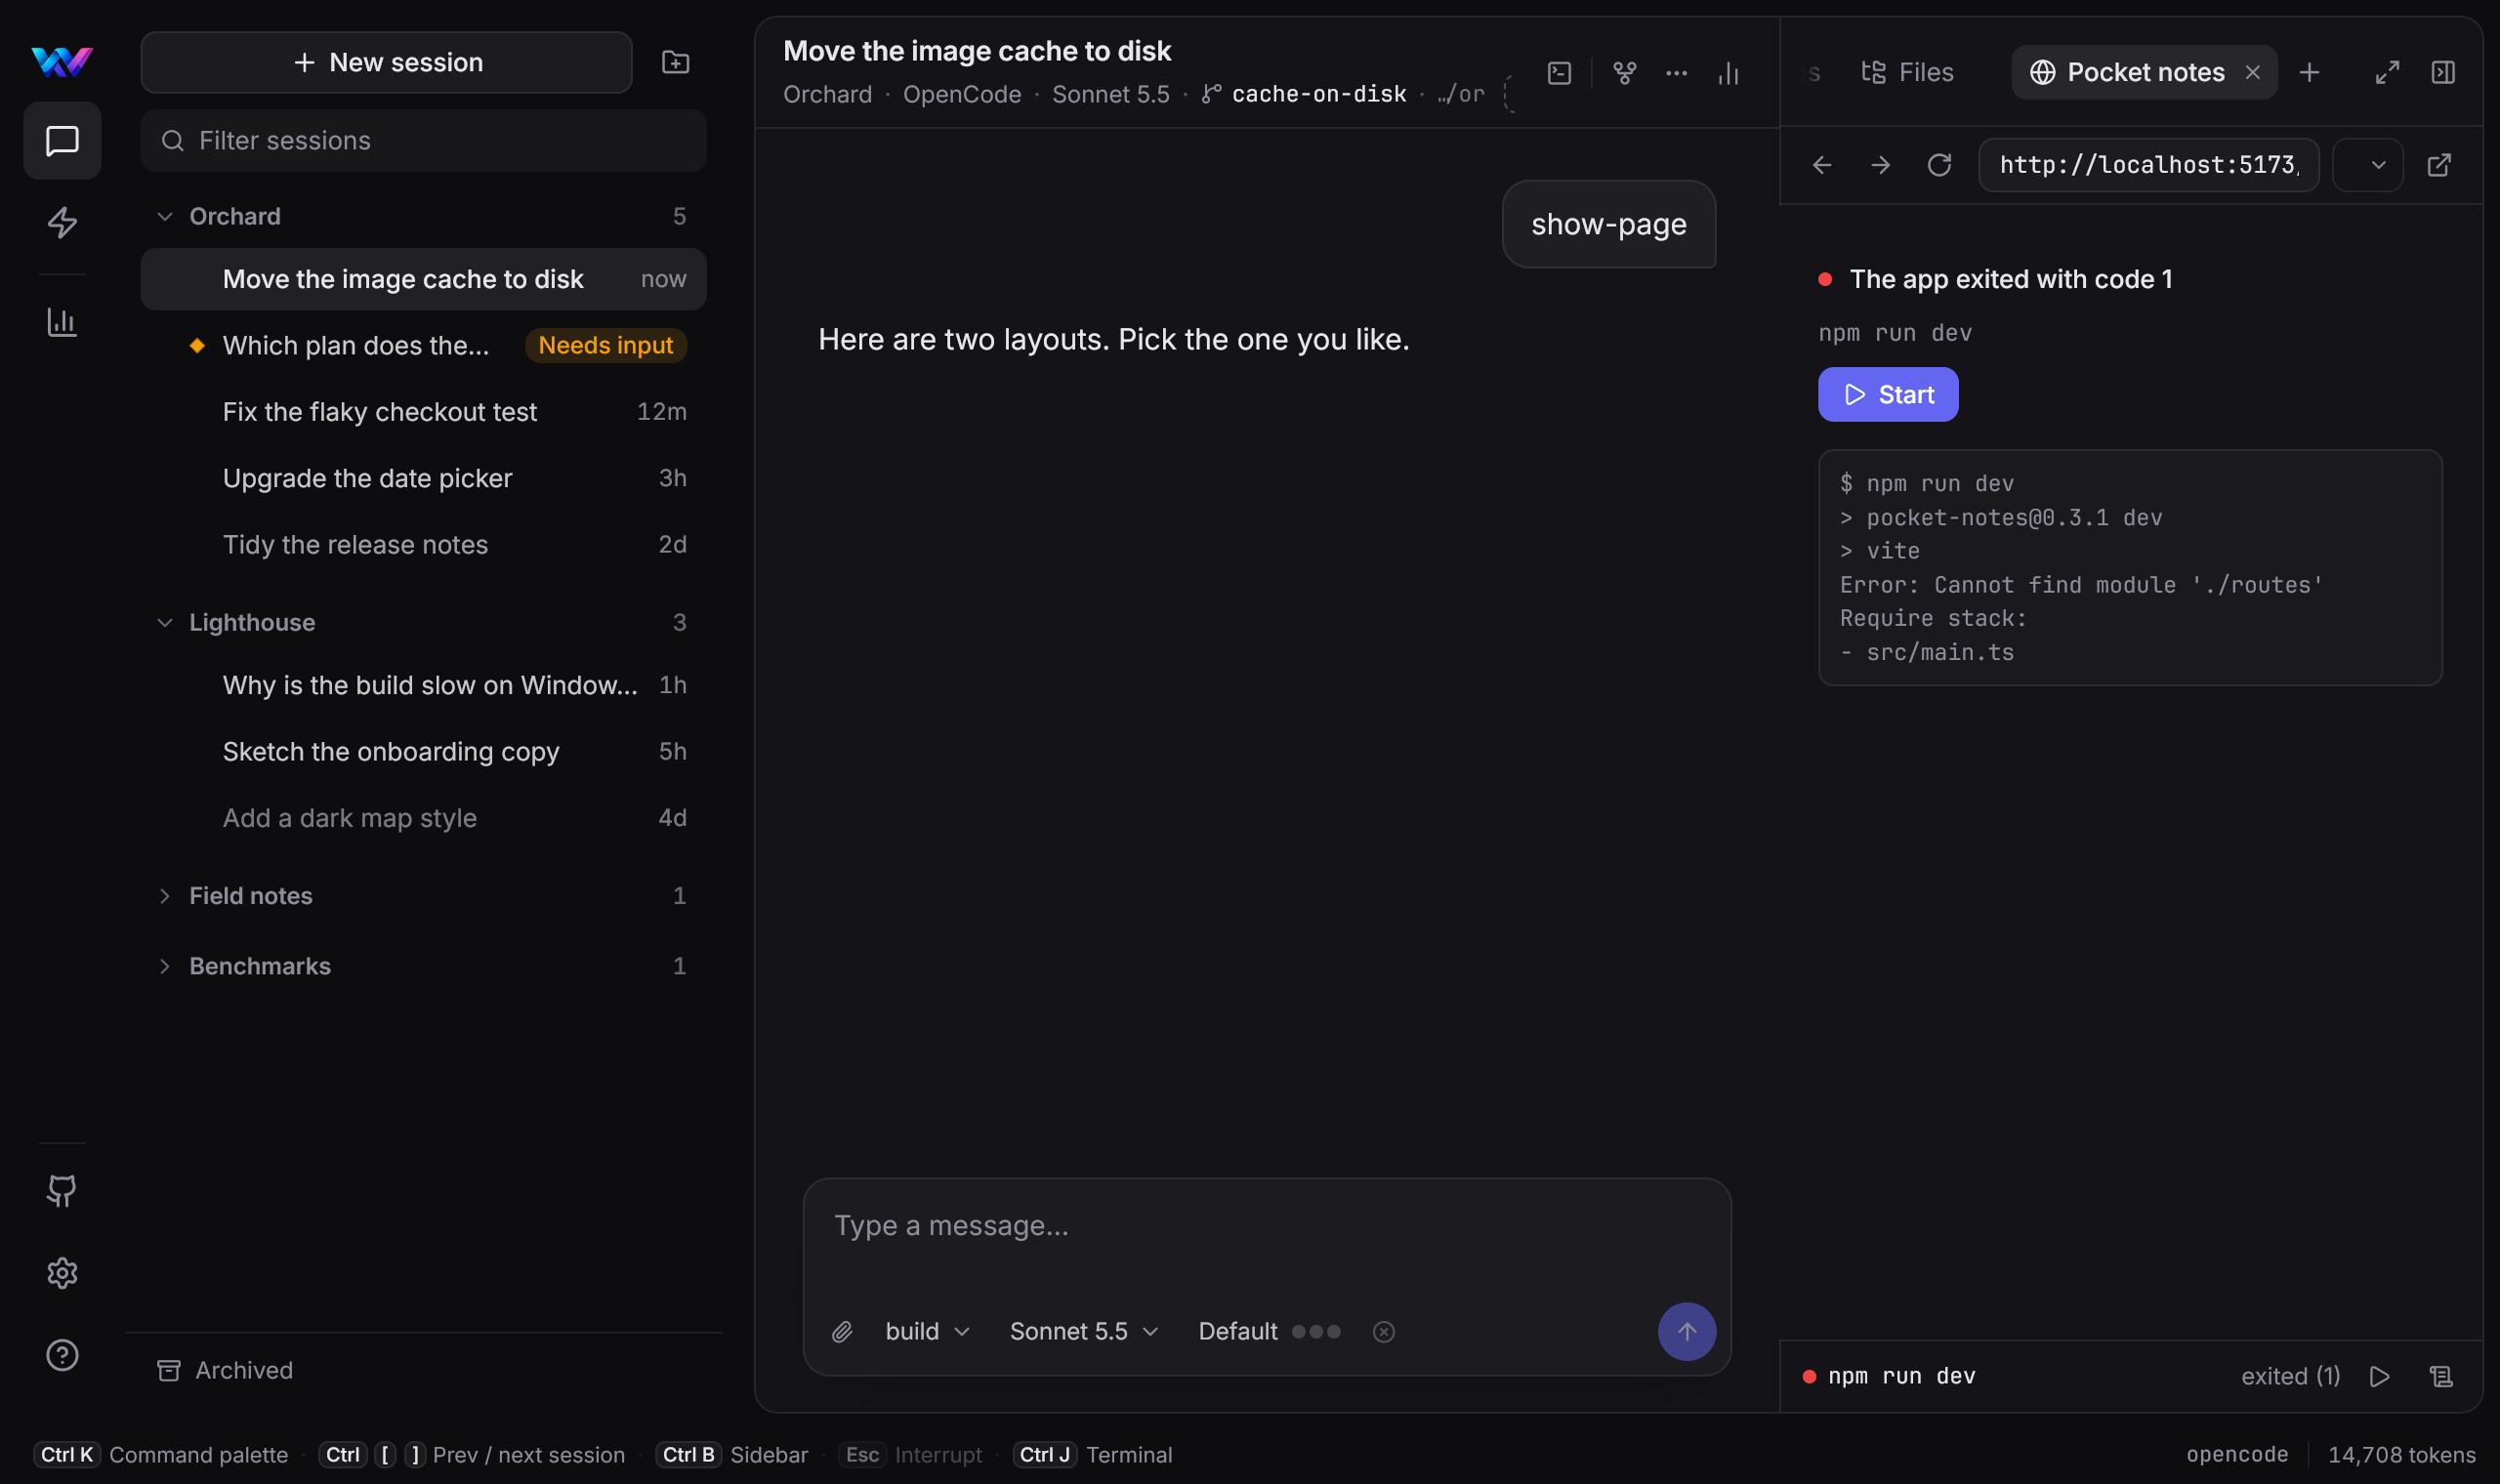 New session
Filter sessions
Orchard 5
Move the image cache to disk now
Which plan does the... Needs input
Fix the flaky checkout test 12m
Upgrade the date picker 3h
Tidy the release notes 2d
Lighthouse 3
Why is the build slow on Window... 1h
Sketch the onboarding copy 5h
Add a dark map style 4d
Field notes 1
Benchmarks 1
Archived
Move the image cache to disk
Orchard · OpenCode · Sonnet 5.5 · cache-on-disk · …/or
show-page
Here are two layouts. Pick the one you like.
Type a message...
build Sonnet 5.5 Default
s Files Pocket notes
http://localhost:5173/
The app exited with code 1
npm run dev
Start
$ npm run dev
> pocket-notes@0.3.1 dev
> vite
Error: Cannot find module './routes'
Require stack:
- src/main.ts
npm run dev exited (1)
Ctrl K Command palette · Ctrl [ ] Prev / next session · Ctrl B Sidebar · Esc Interrupt · Ctrl J Terminal
opencode 14,708 tokens